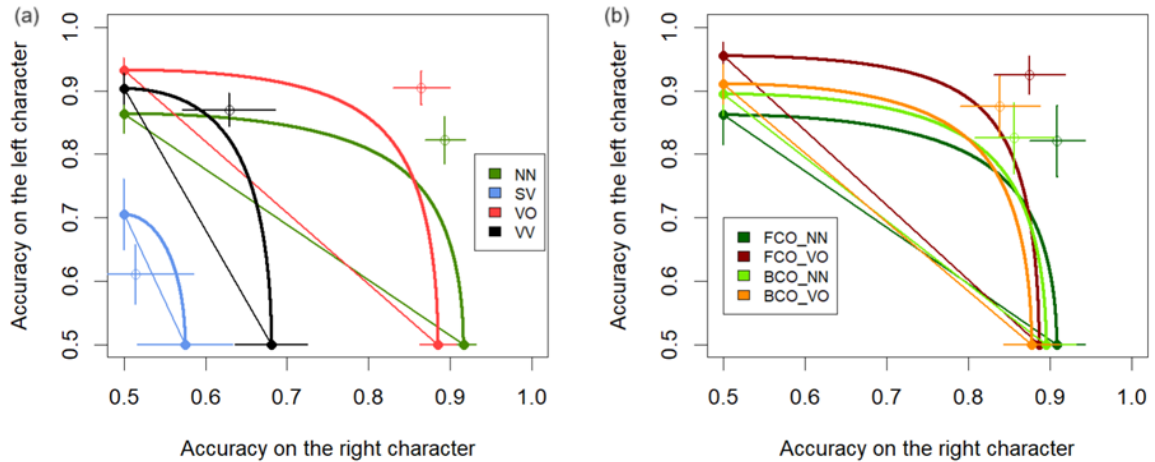 (a)
Accuracy on the left character
1.0
0.9
0.8
0.7
0.6
0.5
NN
SV
VO
VV
0.5 0.6 0.7 0.8 0.9 1.0
Accuracy on the right character
(b)
Accuracy on the left character
1.0
0.9
0.8
0.7
0.6
0.5
FCO_NN
FCO_VO
BCO_NN
BCO_VO
0.5 0.6 0.7 0.8 0.9 1.0
Accuracy on the right character